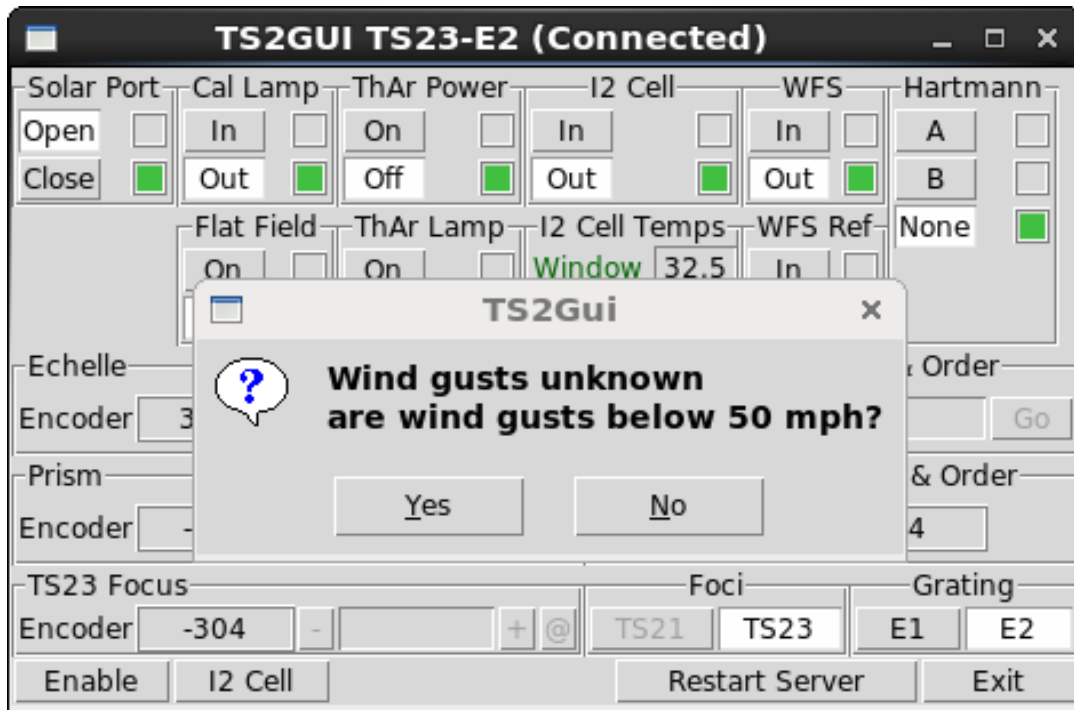 TS2GUI TS23-E2 (Connected)
Solar Port Cal Lamp ThAr Power I2 Cell WFS Hartmann
Open In On In In A
Close Out Off Out Out B
Flat Field ThAr Lamp I2 Cell Temps WFS Ref None
On On Window 32.5 In
TS2Gui
Wind gusts unknown
are wind gusts below 50 mph?
Yes No
Echelle Order
Encoder 3 Go
Prism & Order
Encoder - 4
TS23 Focus Foci Grating
Encoder -304 - + @ TS21 TS23 E1 E2
Enable I2 Cell Restart Server Exit